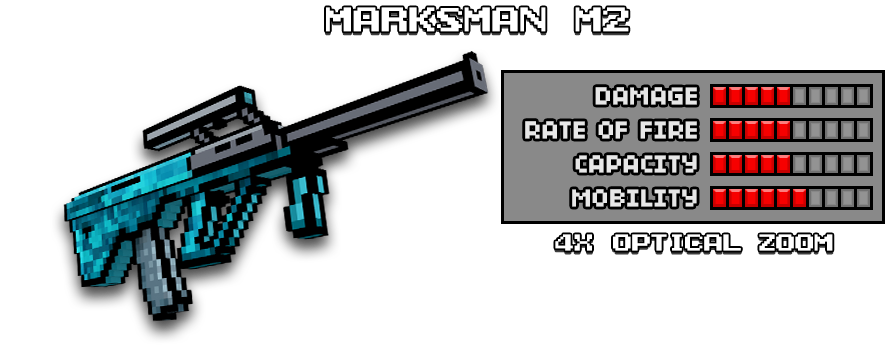 MARKSMAN M2
DAMAGE
RATE OF FIRE
CAPACITY
MOBILITY
4X OPTICAL ZOOM